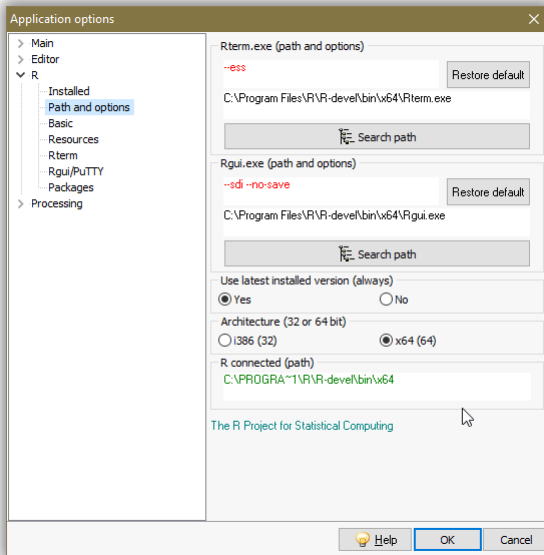 Application options
Main
Editor
R
Installed
Path and options
Basic
Resources
Rterm
Rgui/PuTTY
Packages
Processing
Rterm.exe (path and options)
--ess
Restore default
C:\Program Files\R\R-devel\bin\x64\Rterm.exe
Search path
Rgui.exe (path and options)
--sdi --no-save
Restore default
C:\Program Files\R\R-devel\bin\x64\Rgui.exe
Search path
Use latest installed version (always)
Yes No
Architecture (32 or 64 bit)
i386 (32) x64 (64)
R connected (path)
C:\PROGRA~1\R\R-devel\bin\x64
The R Project for Statistical Computing
Help OK Cancel